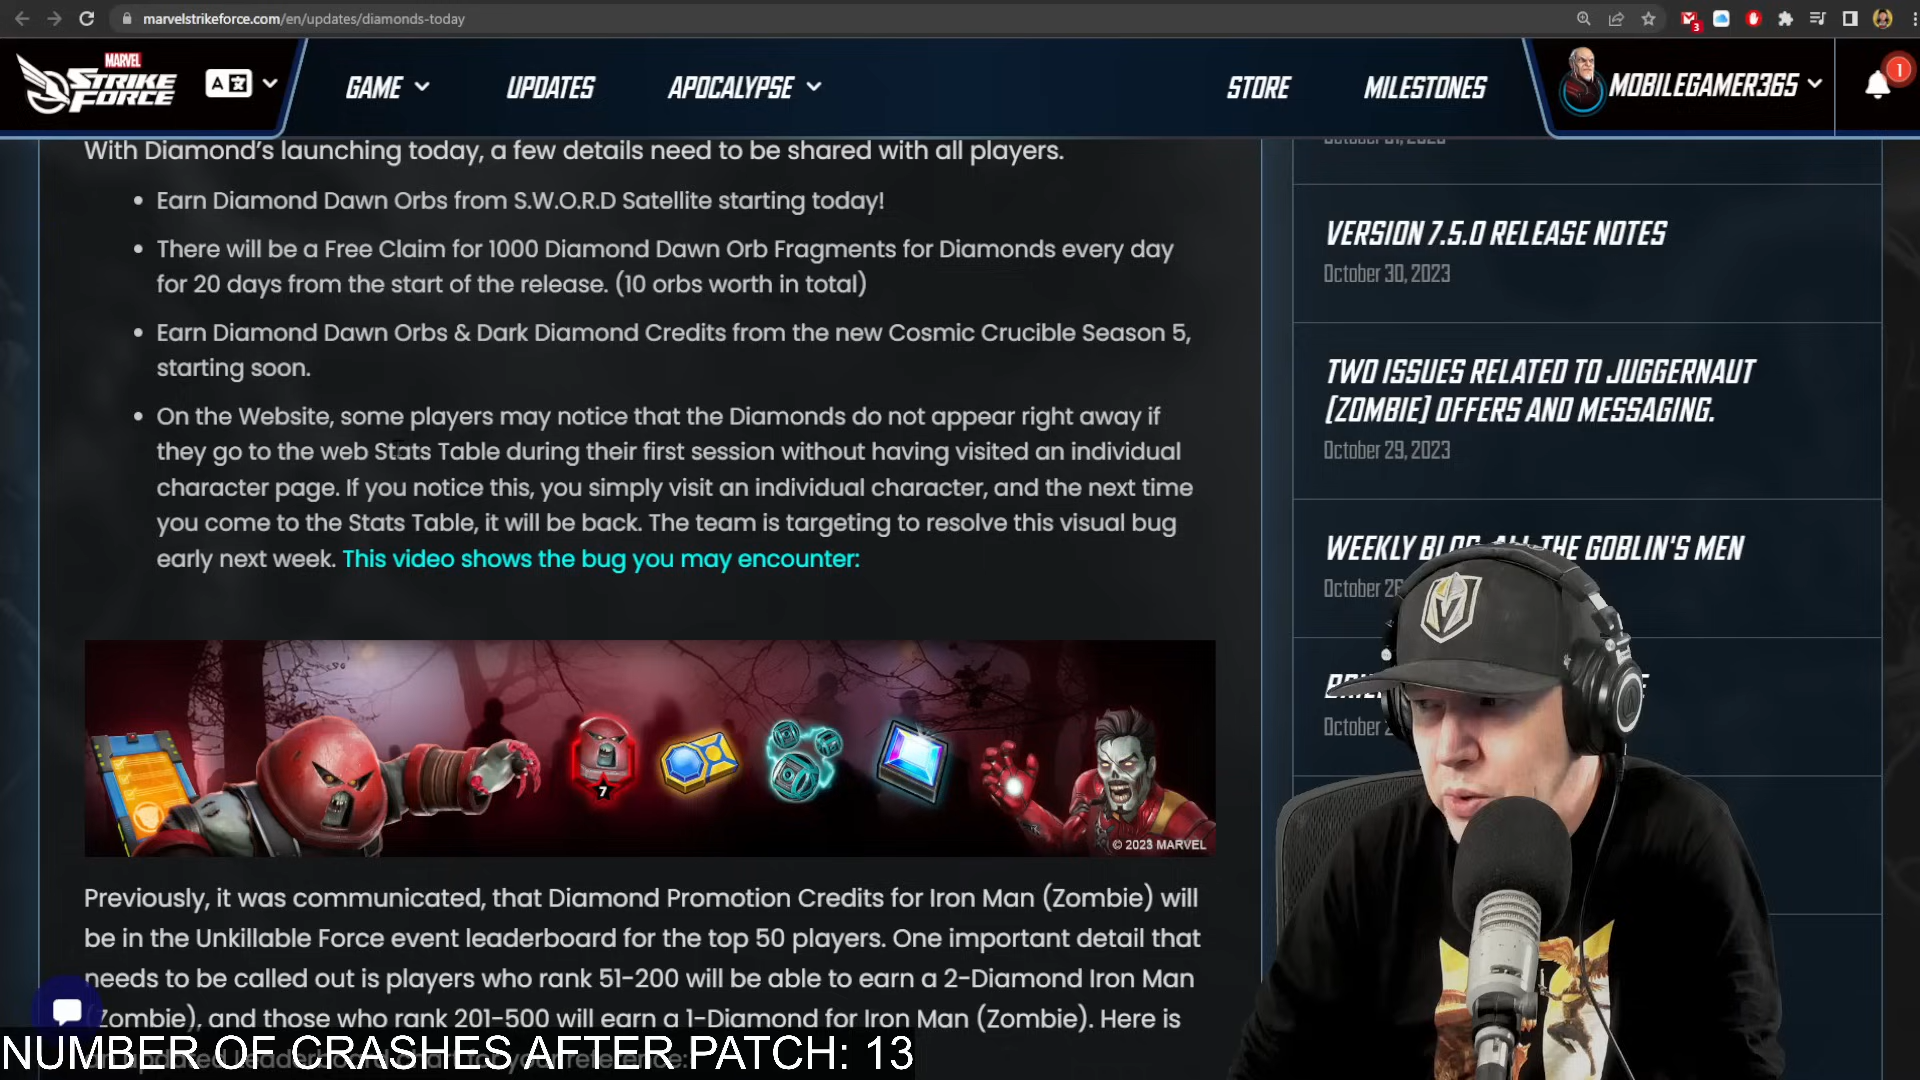 marvelstrikeforce.com/en/updates/diamonds-today
3
MARVEL
STRIKE
FORCE
A
GAME
UPDATES
APOCALYPSE
STORE
MILESTONES
MOBILEGAMER365
1
With Diamond's launching today, a few details need to be shared with all players.
• Earn Diamond Dawn Orbs from S.W.O.R.D Satellite starting today!
• There will be a Free Claim for 1000 Diamond Dawn Orb Fragments for Diamonds every day
for 20 days from the start of the release. (10 orbs worth in total)
• Earn Diamond Dawn Orbs & Dark Diamond Credits from the new Cosmic Crucible Season 5,
starting soon.
• On the Website, some players may notice that the Diamonds do not appear right away if
they go to the web Stats Table during their first session without having visited an individual
character page. If you notice this, you simply visit an individual character, and the next time
you come to the Stats Table, it will be back. The team is targeting to resolve this visual bug
early next week. This video shows the bug you may encounter:
7
© 2023 MARVEL
Previously, it was communicated, that Diamond Promotion Credits for Iron Man (Zombie) will
be in the Unkillable Force event leaderboard for the top 50 players. One important detail that
needs to be called out is players who rank 51-200 will be able to earn a 2-Diamond Iron Man
(Zombie), and those who rank 201-500 will earn a 1-Diamond for Iron Man (Zombie). Here is
VERSION 7.5.0 RELEASE NOTES
October 30, 2023
TWO ISSUES RELATED TO JUGGERNAUT
(ZOMBIE) OFFERS AND MESSAGING.
October 29, 2023
WEEKLY BLOG: ALL THE GOBLIN'S MEN
October 26
October 2
NUMBER OF CRASHES AFTER PATCH: 13